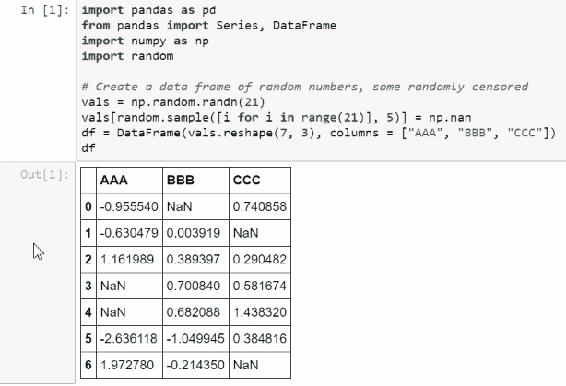 In [1]: import pandas as pd
from pandas import Series, DataFrame
import numpy as np
import random
# Create a data frame of random numbers, some randomly censored
vals = np.random.randn(21)
vals[random.sample([i for i in range(21)], 5)] = np.nan
df = DataFrame(vals.reshape(7, 3), columns = ["AAA", "BBB", "CCC"])
df
Out[1]:
AAA BBB CCC
0 -0.955540 NaN 0.740858
1 -0.630479 0.003919 NaN
2 1.161989 0.389397 0.290482
3 NaN 0.700840 0.581674
4 NaN 0.682088 1.438320
5 -2.636118 -1.049945 0.384816
6 1.972780 -0.214350 NaN